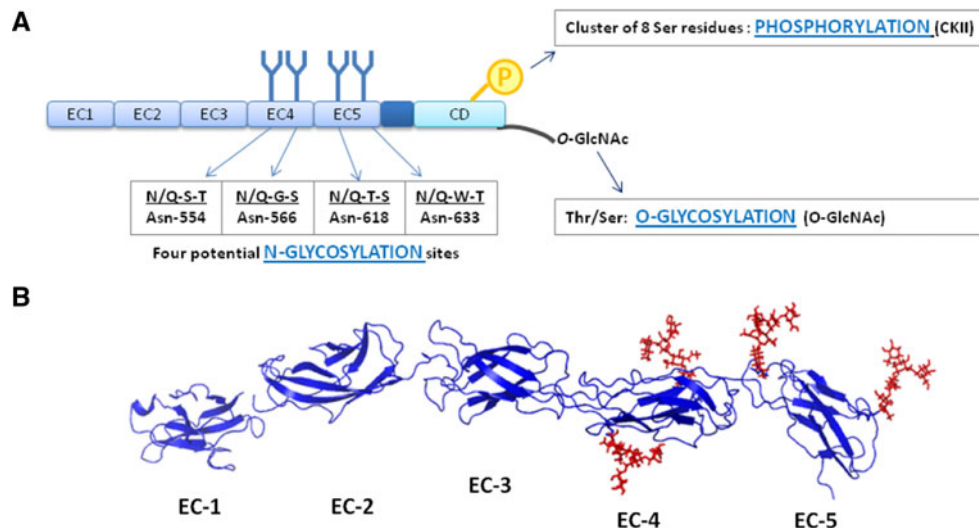 A
Cluster of 8 Ser residues : PHOSPHORYLATION (CKII)
P
EC1 EC2 EC3 EC4 EC5 CD
O-GlcNAc
N/Q-S-T N/Q-G-S N/Q-T-S N/Q-W-T
Asn-554 Asn-566 Asn-618 Asn-633
Thr/Ser: O-GLYCOSYLATION (O-GlcNAc)
Four potential N-GLYCOSYLATION sites
B
EC-1 EC-2 EC-3 EC-4 EC-5